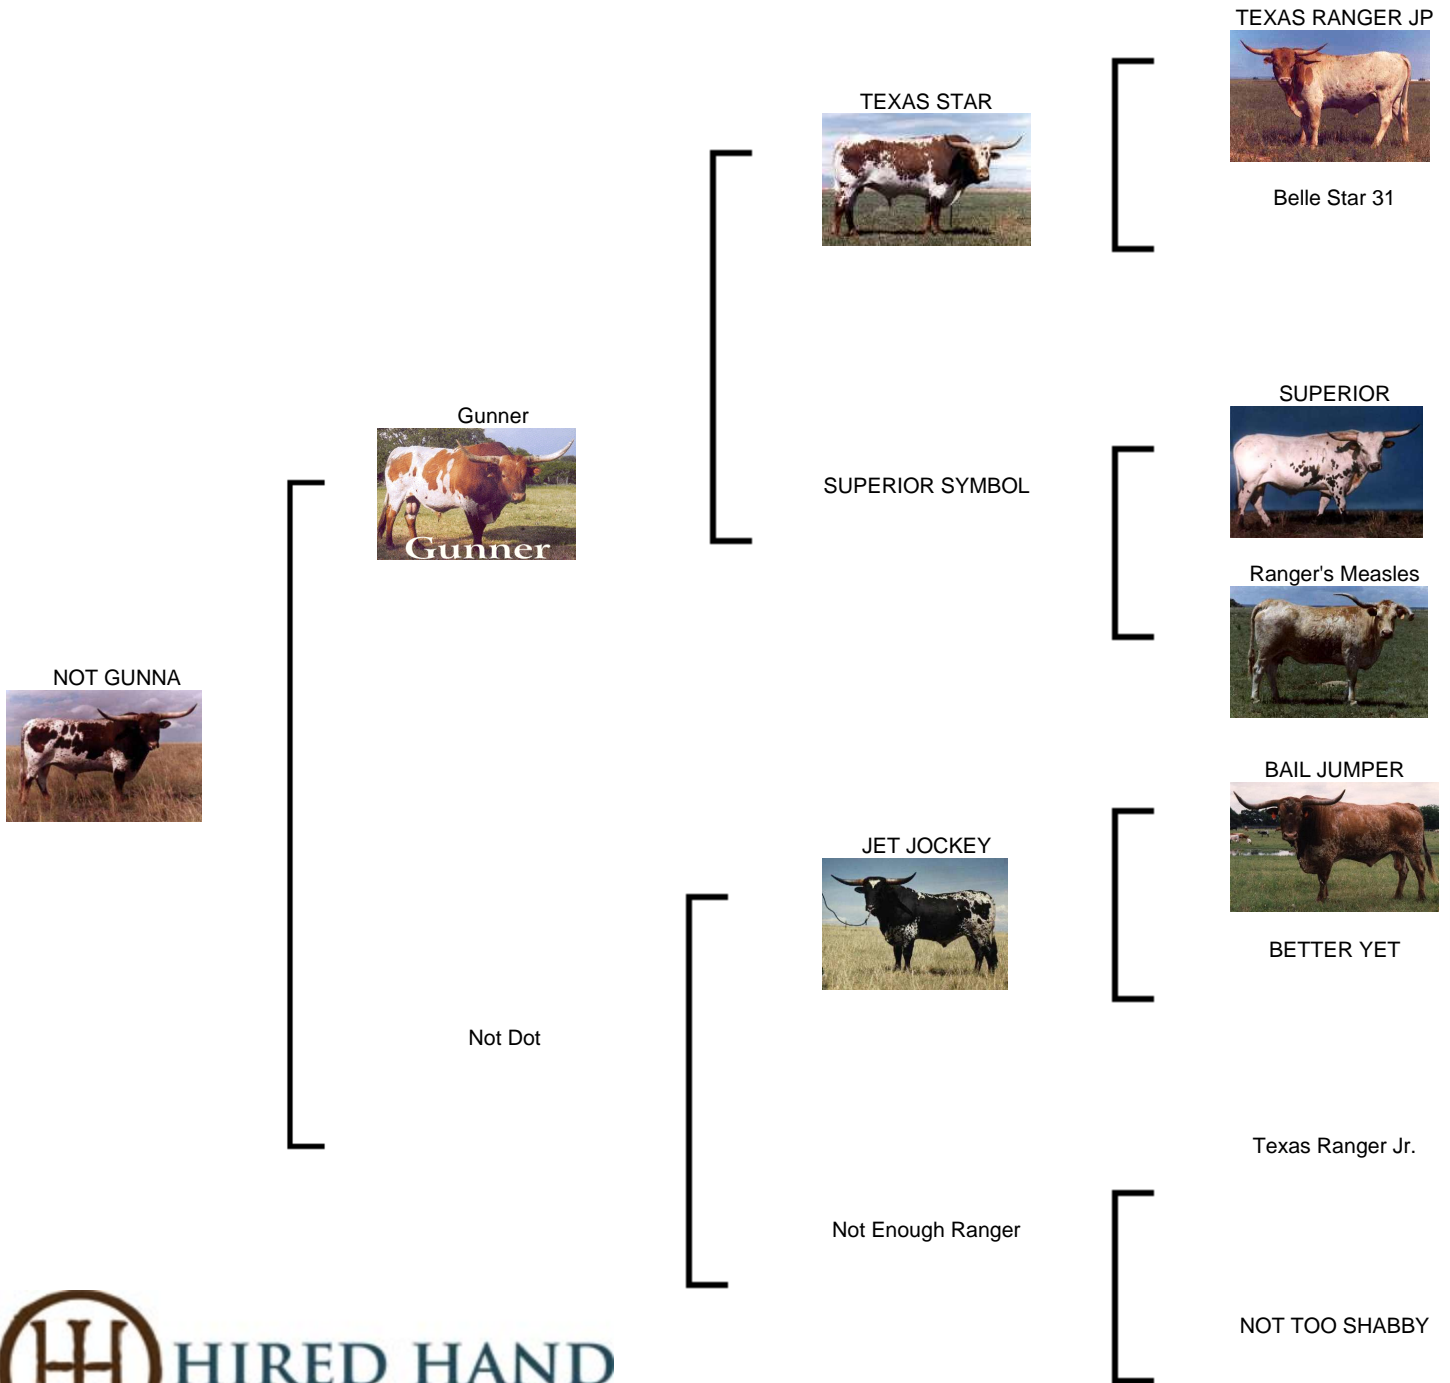 TEXAS RANGER JP
TEXAS STAR
Belle Star 31
SUPERIOR
Gunner
Gunner
SUPERIOR SYMBOL
Ranger's Measles
NOT GUNNA
BAIL JUMPER
JET JOCKEY
BETTER YET
Not Dot
Texas Ranger Jr.
Not Enough Ranger
NOT TOO SHABBY
HH HIRED HAND